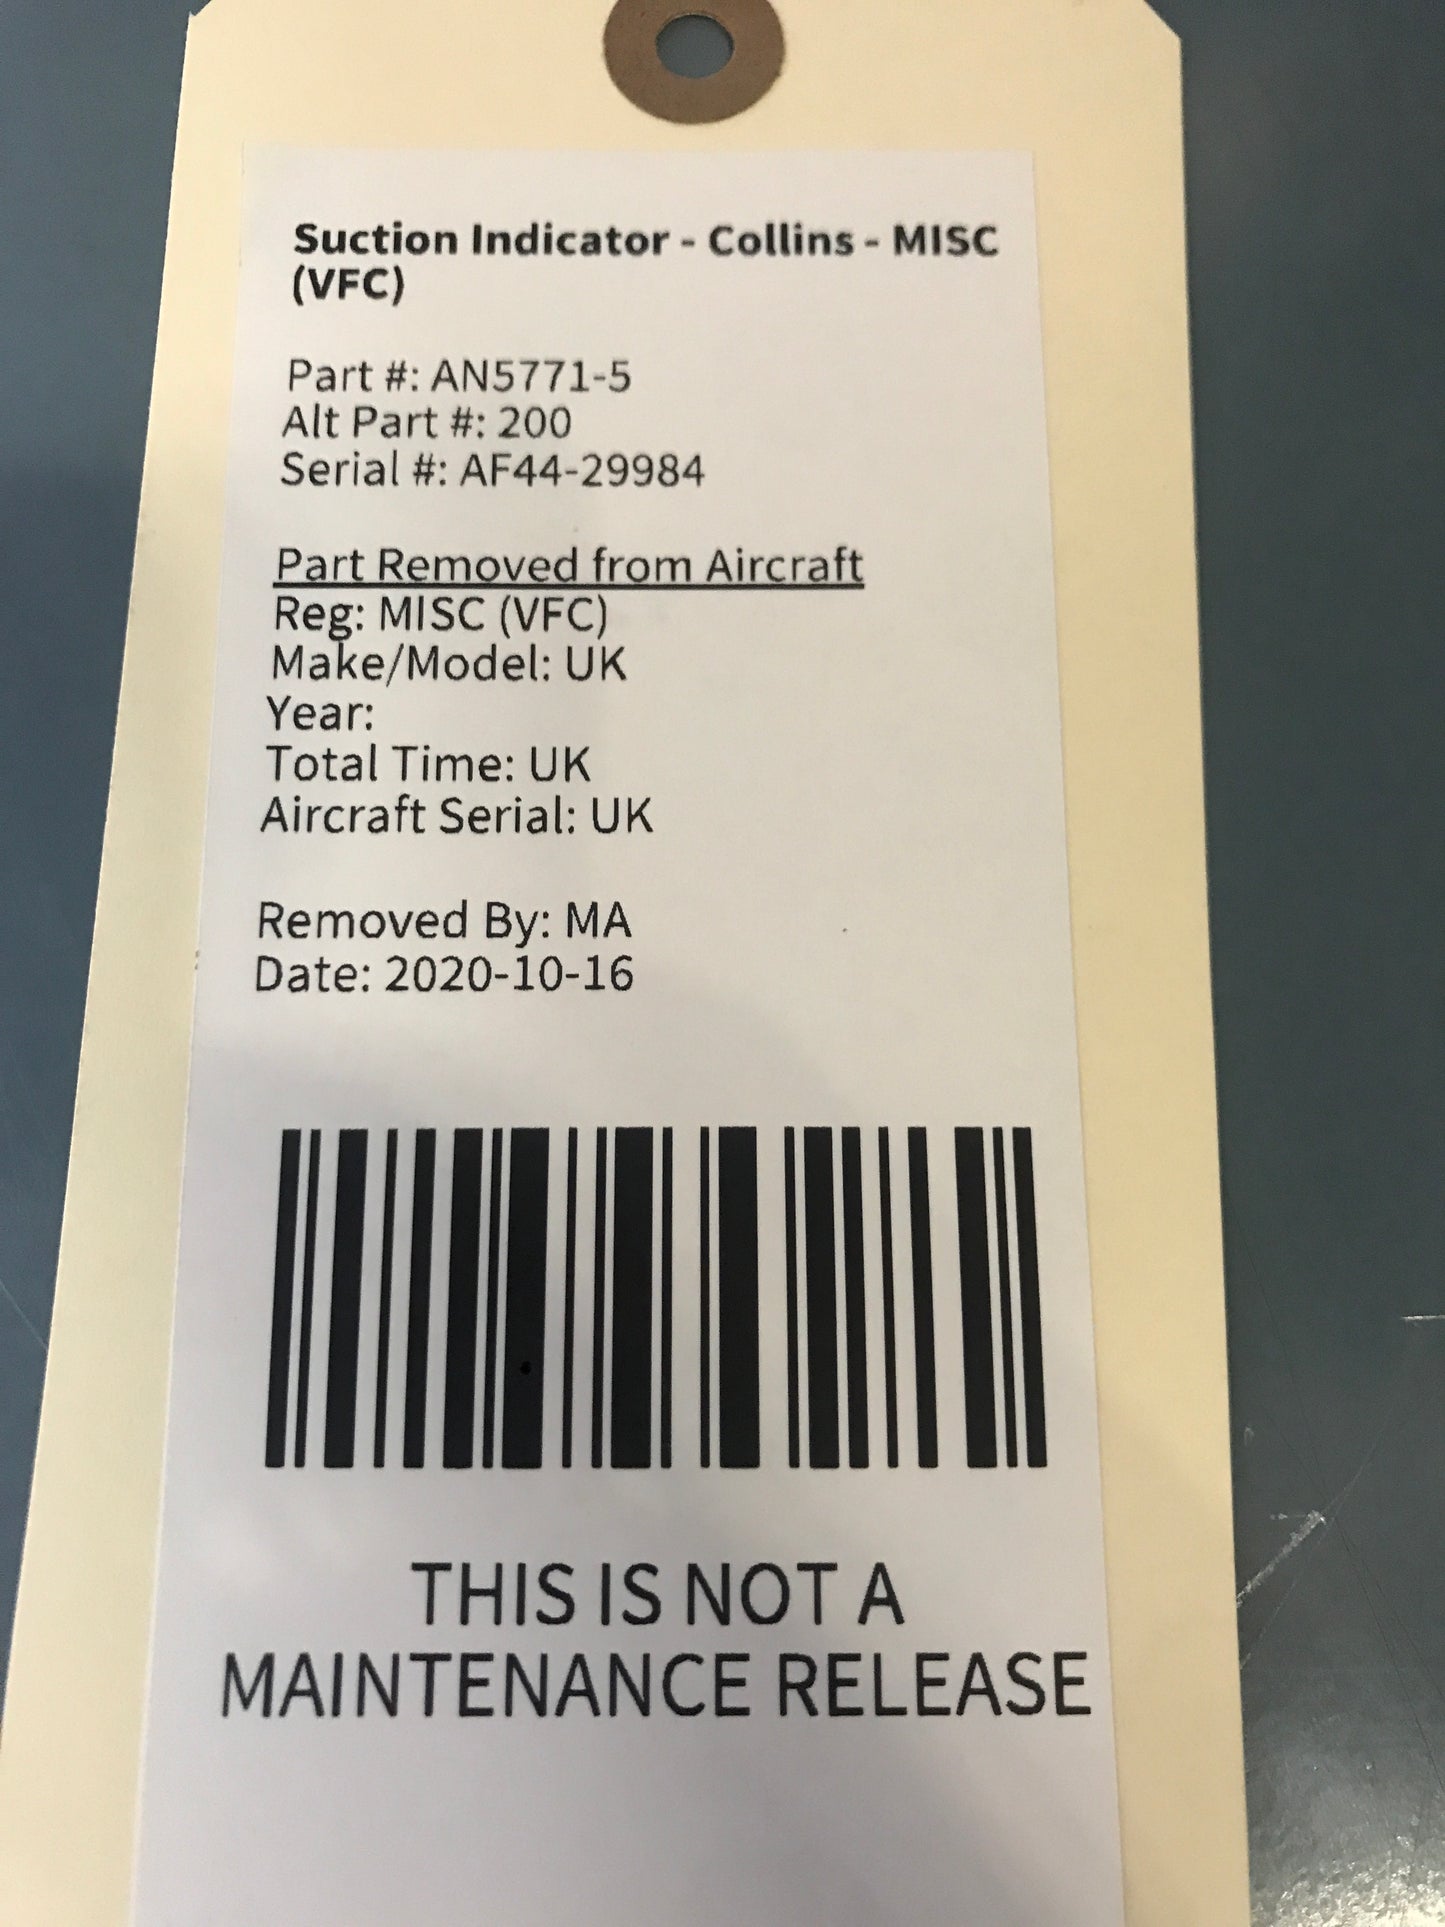 Suction Indicator - Collins - MISC
(VFC)
Part #: AN5771-5
Alt Part #: 200
Serial #: AF44-29984
Part Removed from Aircraft
Reg: MISC (VFC)
Make/Model: UK
Year:
Total Time: UK
Aircraft Serial: UK
Removed By: MA
Date: 2020-10-16
THIS IS NOT A
MAINTENANCE RELEASE